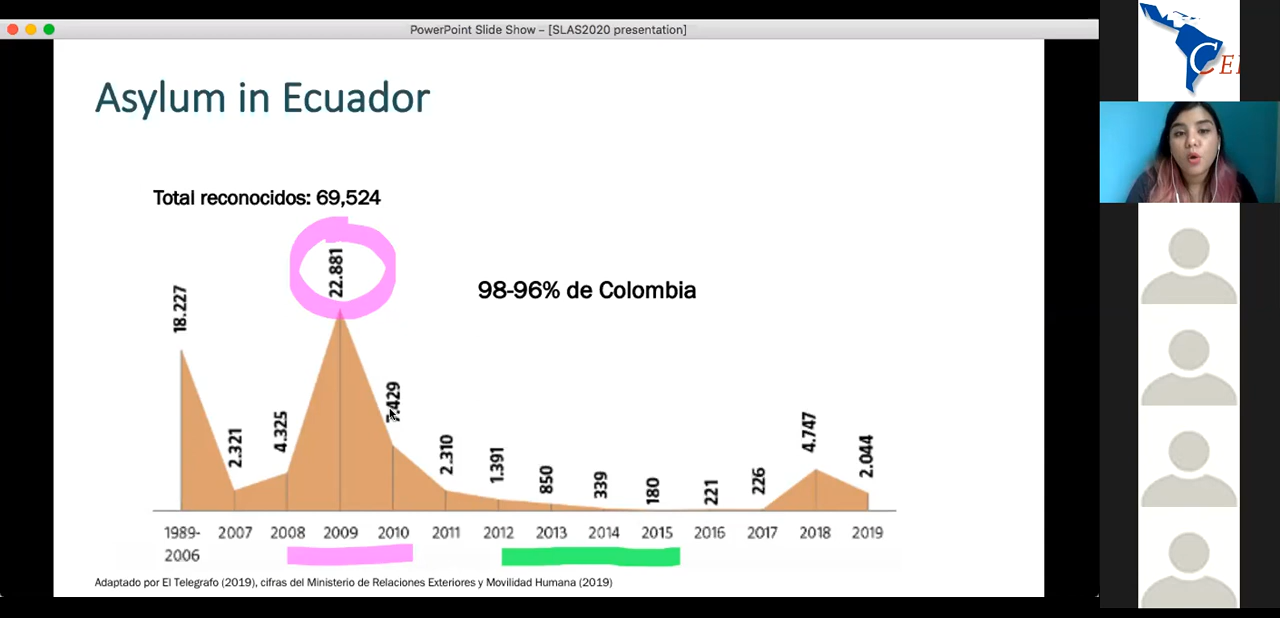 PowerPoint Slide Show – [SLAS2020 presentation]
Asylum in Ecuador
Total reconocidos: 69,524
98-96% de Colombia
18.227
2.321
4.325
22.881
2.310
1.391
850
339
180
221
226
4.747
2.044
1989-2006 2007 2008 2009 2010 2011 2012 2013 2014 2015 2016 2017 2018 2019
Adaptado por El Telegrafo (2019), cifras del Ministerio de Relaciones Exteriores y Movilidad Humana (2019)